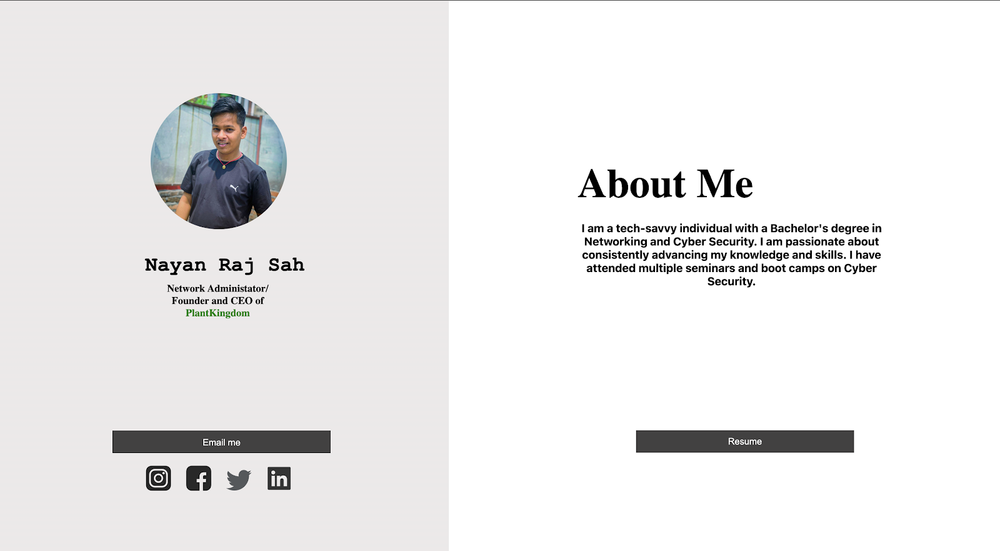 Nayan Raj Sah
Network Administator/
Founder and CEO of
PlantKingdom
Email me
About Me
I am a tech-savvy individual with a Bachelor's degree in
Networking and Cyber Security. I am passionate about
consistently advancing my knowledge and skills. I have
attended multiple seminars and boot camps on Cyber
Security.
Resume